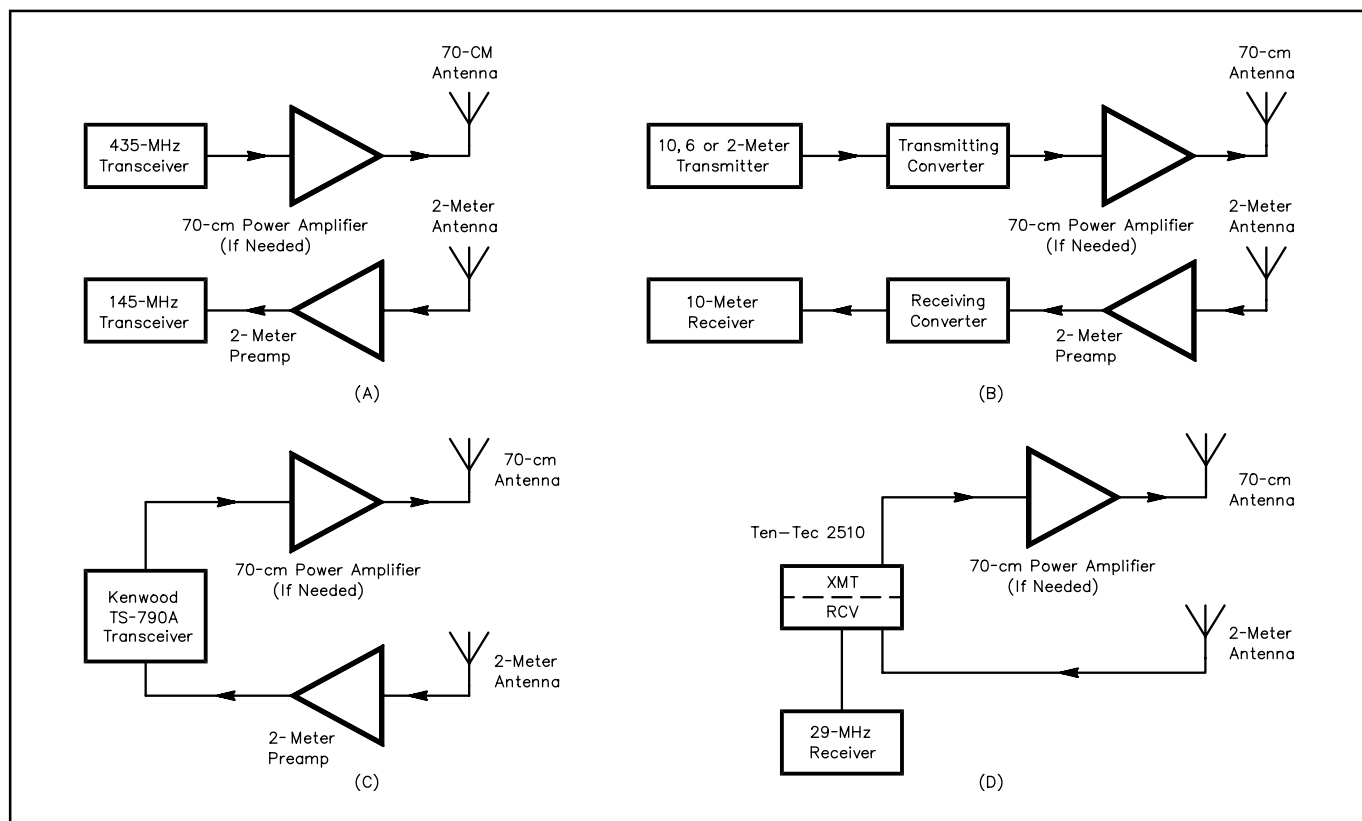 70-CM
Antenna
435-MHz
Transceiver
70-cm Power Amplifier
(If Needed)
2-Meter
Antenna
145-MHz
Transceiver
2-Meter
Preamp
(A)
70-cm
Antenna
10, 6 or 2-Meter
Transmitter
Transmitting
Converter
70-cm Power Amplifier
(If Needed)
2-Meter
Antenna
10-Meter
Receiver
Receiving
Converter
2-Meter
Preamp
(B)
70-cm
Antenna
70-cm Power Amplifier
(If Needed)
Kenwood
TS-790A
Transceiver
2-Meter
Antenna
2-Meter
Preamp
(C)
70-cm
Antenna
Ten-Tec 2510
70-cm Power Amplifier
(If Needed)
XMT
RCV
2-Meter
Antenna
29-MHz
Receiver
(D)